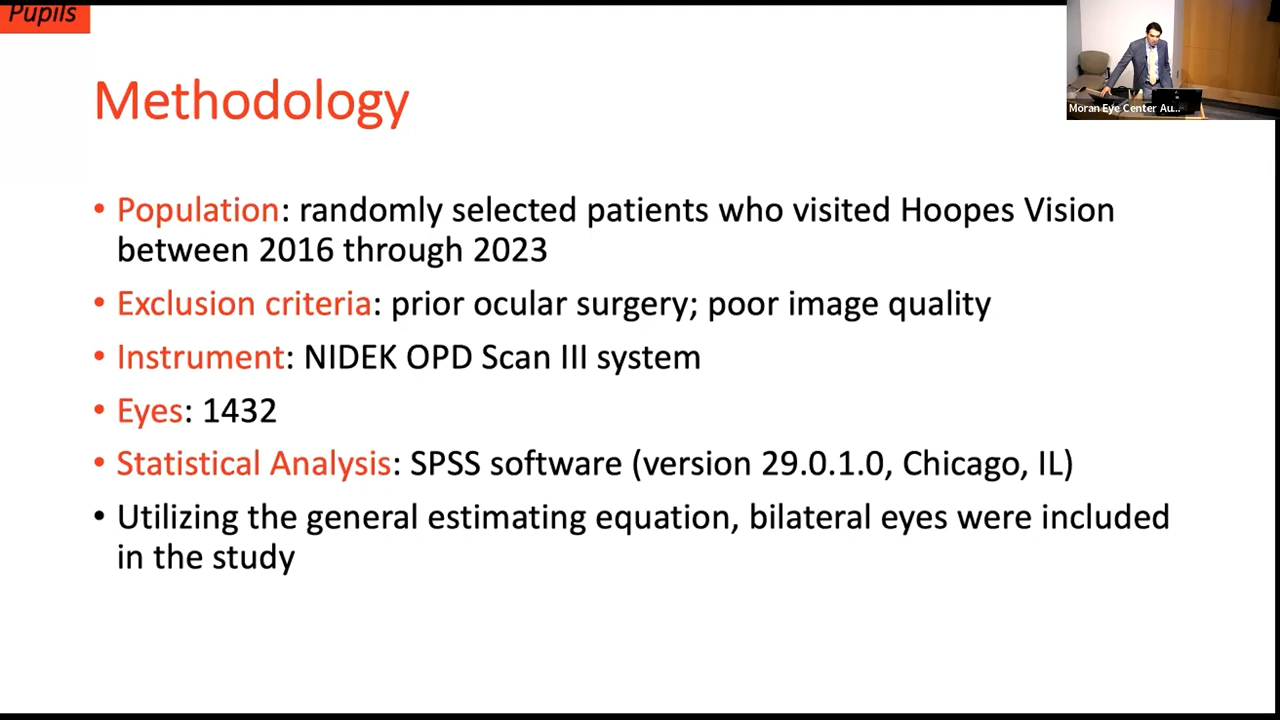 Pupils
Moran Eye Center Au...
Methodology
• Population: randomly selected patients who visited Hoopes Vision
between 2016 through 2023
• Exclusion criteria: prior ocular surgery; poor image quality
• Instrument: NIDEK OPD Scan III system
• Eyes: 1432
• Statistical Analysis: SPSS software (version 29.0.1.0, Chicago, IL)
• Utilizing the general estimating equation, bilateral eyes were included
in the study